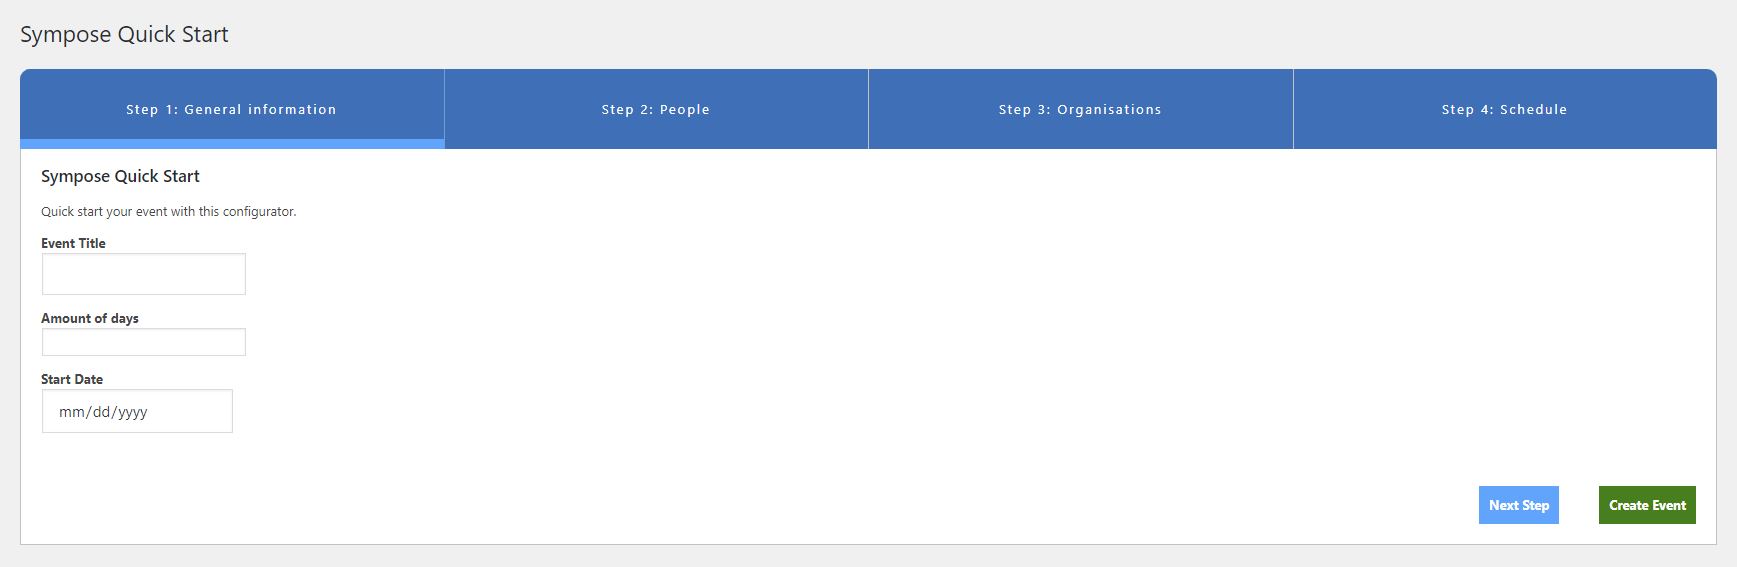 Sympose Quick Start
Step 1: General information
Step 2: People
Step 3: Organisations
Step 4: Schedule
Sympose Quick Start
Quick start your event with this configurator.
Event Title
Amount of days
Start Date
mm/dd/yyyy
Next Step
Create Event